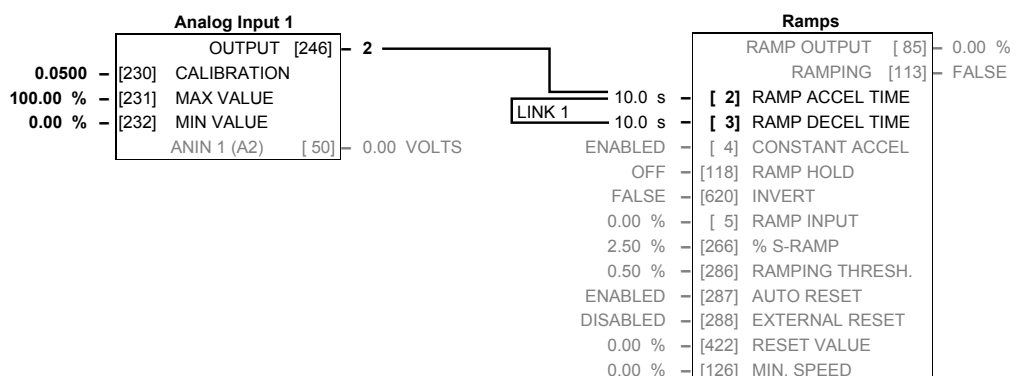 Analog Input 1
OUTPUT [246] – 2
0.0500 – [230] CALIBRATION
100.00 % – [231] MAX VALUE
0.00 % – [232] MIN VALUE
ANIN 1 (A2) [ 50] – 0.00 VOLTS
LINK 1
Ramps
RAMP OUTPUT [ 85] – 0.00 %
RAMPING [113] – FALSE
10.0 s – [ 2] RAMP ACCEL TIME
10.0 s – [ 3] RAMP DECEL TIME
ENABLED – [ 4] CONSTANT ACCEL
OFF – [118] RAMP HOLD
FALSE – [620] INVERT
0.00 % – [ 5] RAMP INPUT
2.50 % – [266] % S-RAMP
0.50 % – [286] RAMPING THRESH.
ENABLED – [287] AUTO RESET
DISABLED – [288] EXTERNAL RESET
0.00 % – [422] RESET VALUE
0.00 % – [126] MIN. SPEED